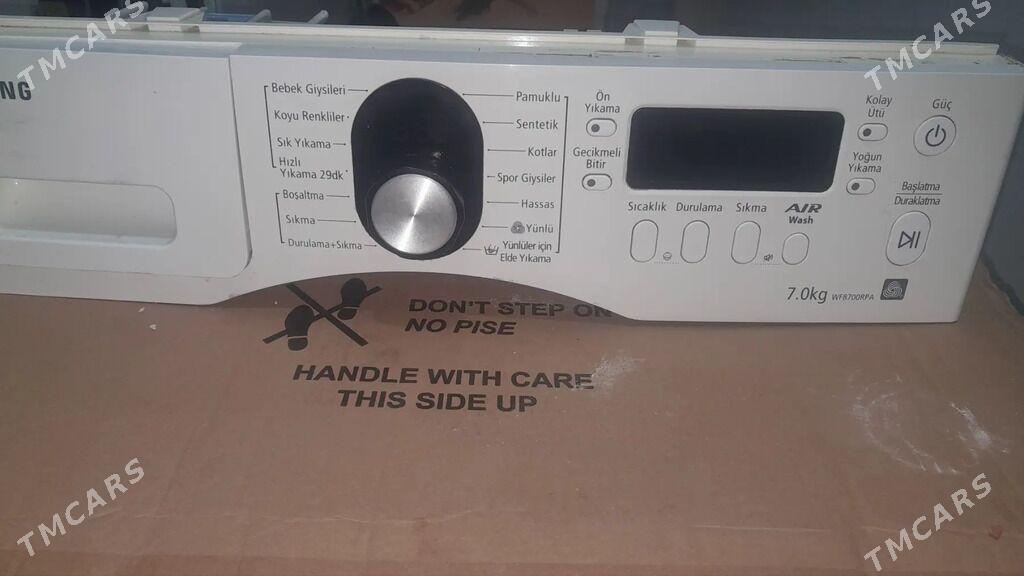 NG
Bebek Giysileri
Koyu Renkliler
Sık Yıkama
Hızlı
Yıkama 29dk
Boşaltma
Sıkma
Durulama+Sıkma
Pamuklu
Sentetik
Kotlar
Spor Giysiler
Hassas
Yünlü
Yünlüler için
Elde Yıkama
Ön
Yıkama
Gecikmeli
Bitir
Sıcaklık Durulama Sıkma AIR
Wash
Kolay
Ütü
Yoğun
Yıkama
Güç
Başlatma
Duraklatma
7.0kg WF8700RPA
DON'T STEP ON
NO PISE
HANDLE WITH CARE
THIS SIDE UP
TMCARS
TMCARS
TMCARS
TMCARS
TMCARS